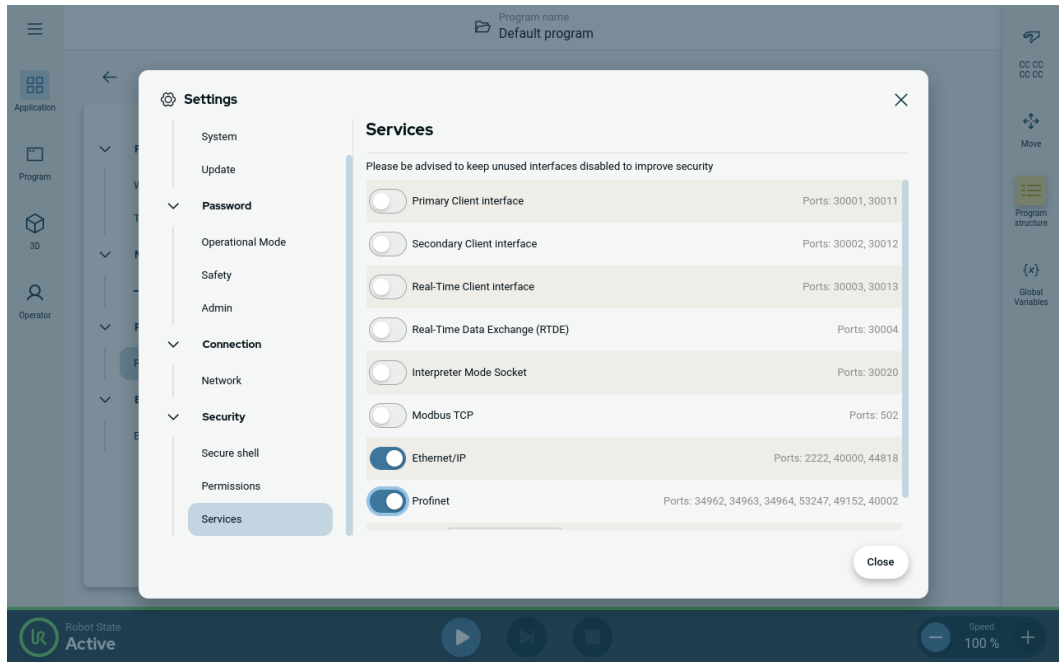 Program name
Default program
Application
Program
3D
Operator
Settings
System
Update
Password
Operational Mode
Safety
Admin
Connection
Network
Security
Secure shell
Permissions
Services
Services
Please be advised to keep unused interfaces disabled to improve security
Primary Client interface Ports: 30001, 30011
Secondary Client interface Ports: 30002, 30012
Real-Time Client interface Ports: 30003, 30013
Real-Time Data Exchange (RTDE) Ports: 30004
Interpreter Mode Socket Ports: 30020
Modbus TCP Ports: 502
Ethernet/IP Ports: 2222, 40000, 44818
Profinet Ports: 34962, 34963, 34964, 53247, 49152, 40002
Close
CC CC
CC CC
Move
Program
structure
{x}
Global
Variables
UR
Robot State
Active
Speed
100 %